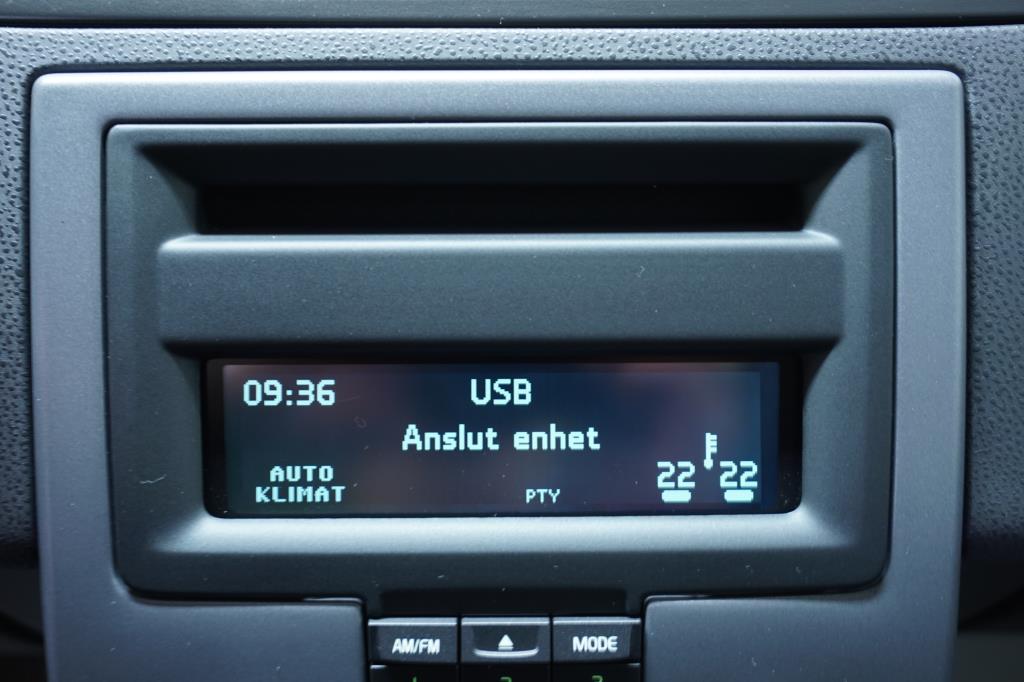 09:36 USB
Anslut enhet
AUTO
KLIMAT
PTY
22 22
AM/FM MODE